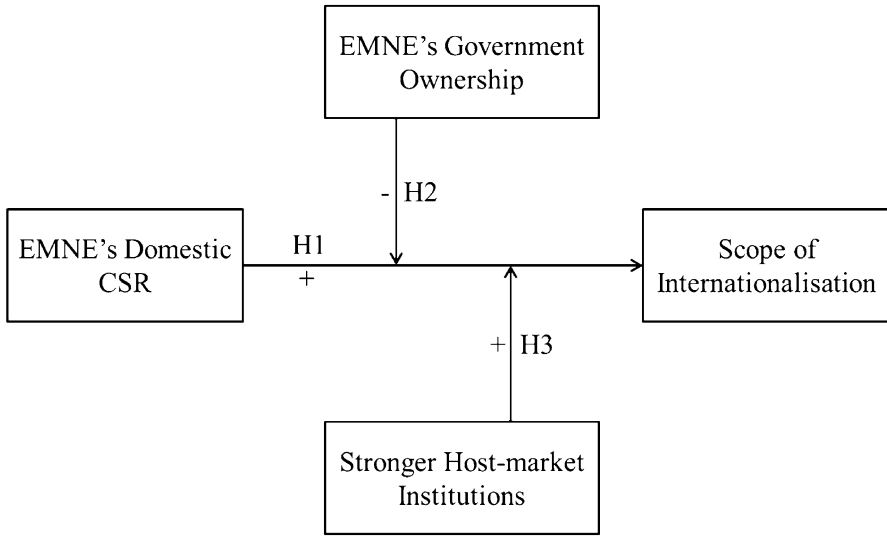 EMNE's Government
Ownership
- H2
EMNE's Domestic
CSR
H1
+
Scope of
Internationalisation
+ H3
Stronger Host-market
Institutions